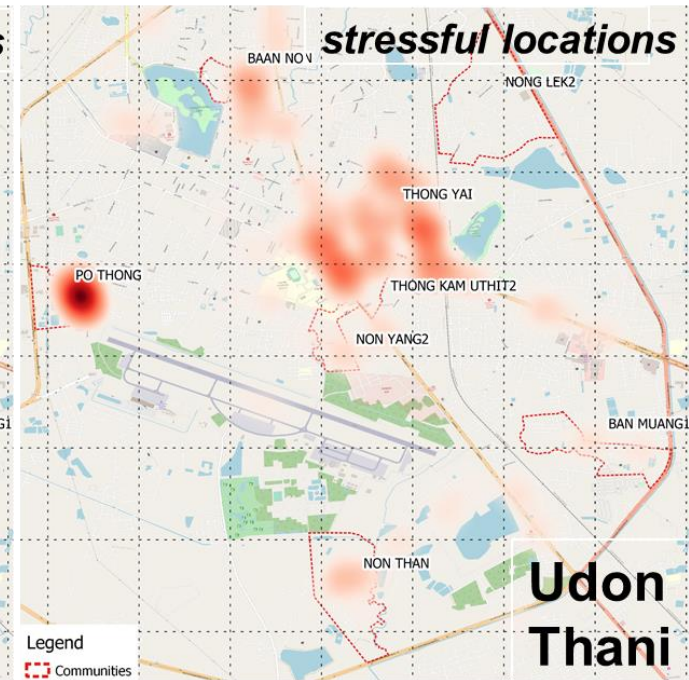 s
stressful locations
BAAN NO
NONG LEK2
THONG YAI
PO THONG
THONG KAM UTHIT2
NON YANG2
G1
BAN MUANG1
NON THAN
Udon
Thani
Legend
Communities